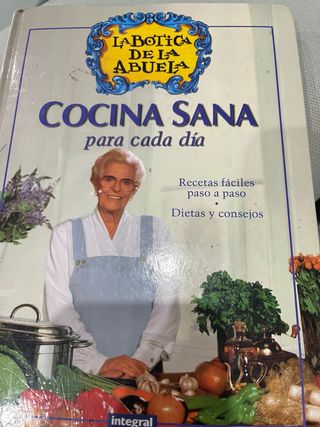 LA BOTICA
DE LA
ABUELA
COCINA SANA
para cada día
Recetas fáciles
paso a paso
•
Dietas y consejos
integral